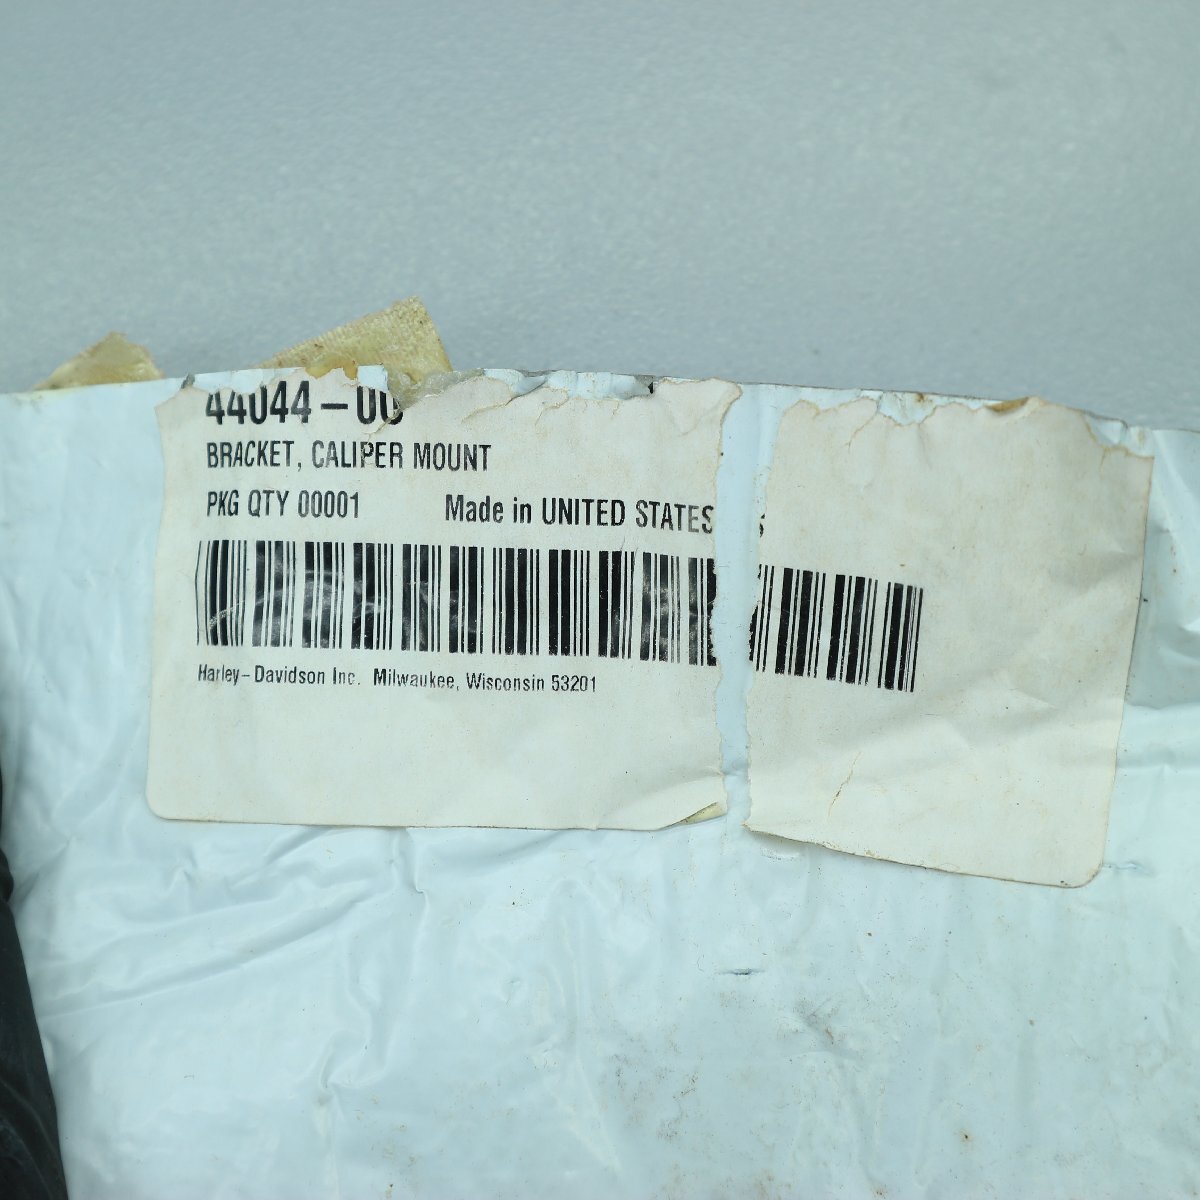 44044-00
BRACKET, CALIPER MOUNT
PKG QTY 00001 Made in UNITED STATES
Harley-Davidson Inc. Milwaukee, Wisconsin 53201